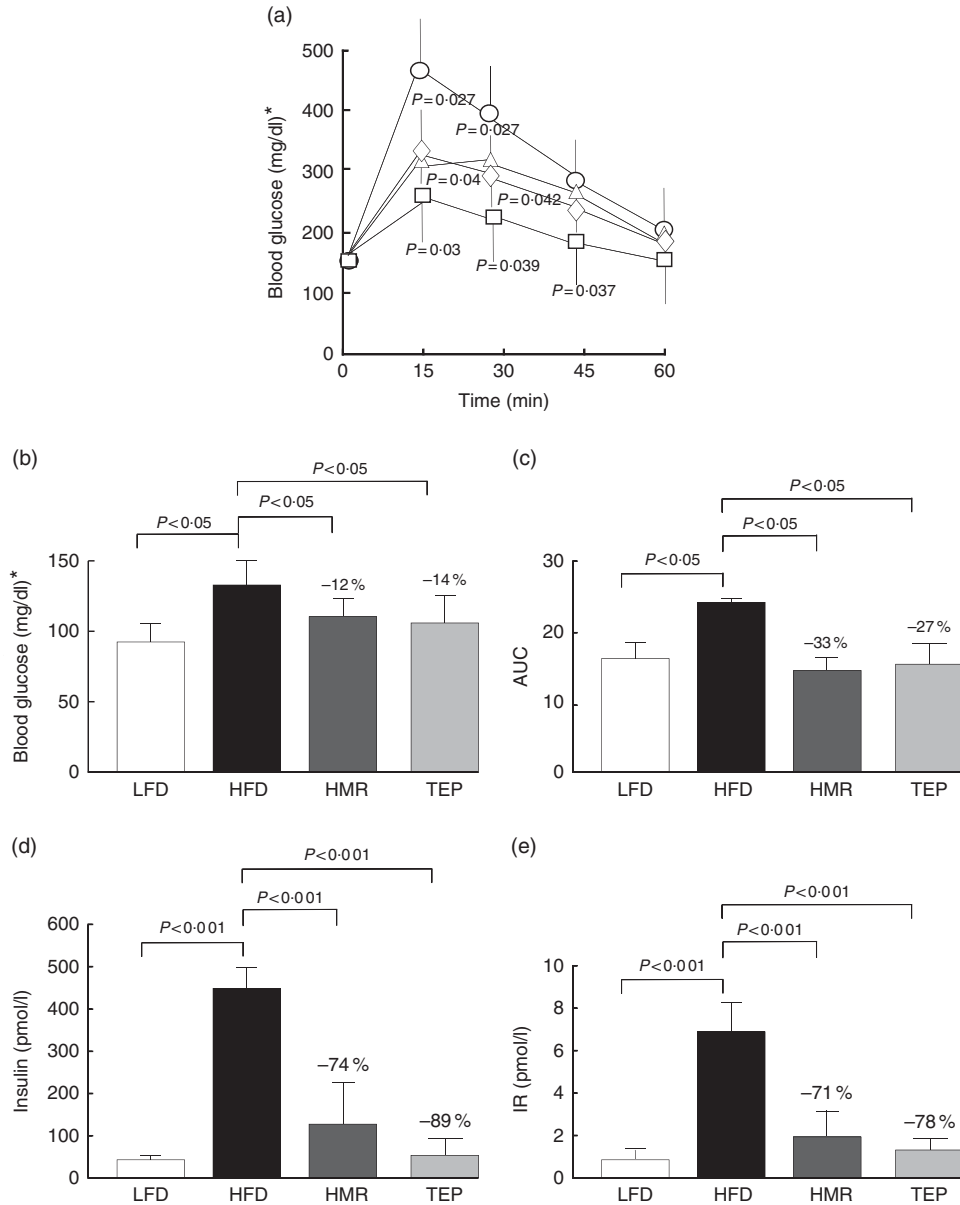 (a)
500
400
300
200
100
0
Blood glucose (mg/dl)*
P=0·027
P=0·027
P=0·04
P=0·042
P=0·03
P=0·039
P=0·037
0 15 30 45 60
Time (min)
(b)
P<0·05
P<0·05
P<0·05
150
100
50
0
Blood glucose (mg/dl)*
–12 %
–14 %
LFD HFD HMR TEP
(c)
P<0·05
P<0·05
P<0·05
30
20
10
0
AUC
–33 %
–27 %
LFD HFD HMR TEP
(d)
P<0·001
P<0·001
P<0·001
600
500
400
300
200
100
0
Insulin (pmol/l)
–74 %
–89 %
LFD HFD HMR TEP
(e)
P<0·001
P<0·001
P<0·001
10
8
6
4
2
0
IR (pmol/l)
–71 %
–78 %
LFD HFD HMR TEP